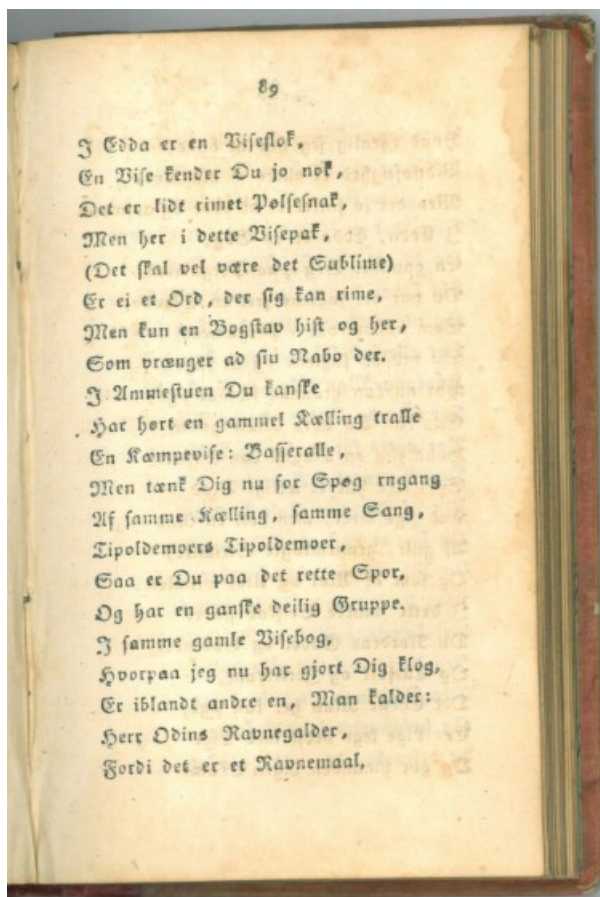 89
I Edda er en Viseflok,
En Vise kender Du jo nok,
Det er lidt rimet Pølsesnak,
Men her i dette Visepak,
(Det skal vel være det Sublime)
Er ei et Ord, der sig kan rime,
Men kun en Bogstav hist og her,
Som vrænger ad siu Nabo der.
I Ammestuen Du kanske
Har hørt en gammel Kælling tralle
En Kæmpevise: Basseralle,
Men tænk Dig nu for Spøg rngang
Af samme Kælling, samme Sang,
Tipoldemoers Tipoldemoer,
Saa er Du paa det rette Spor,
Og har en ganske deilig Gruppe.
I samme gamle Visebog,
Hvorpaa jeg nu har gjort Dig klog,
Er iblandt andre en, Man kalder:
Herr Odins Ravnegalder,
Fordi det er et Ravnemaal,